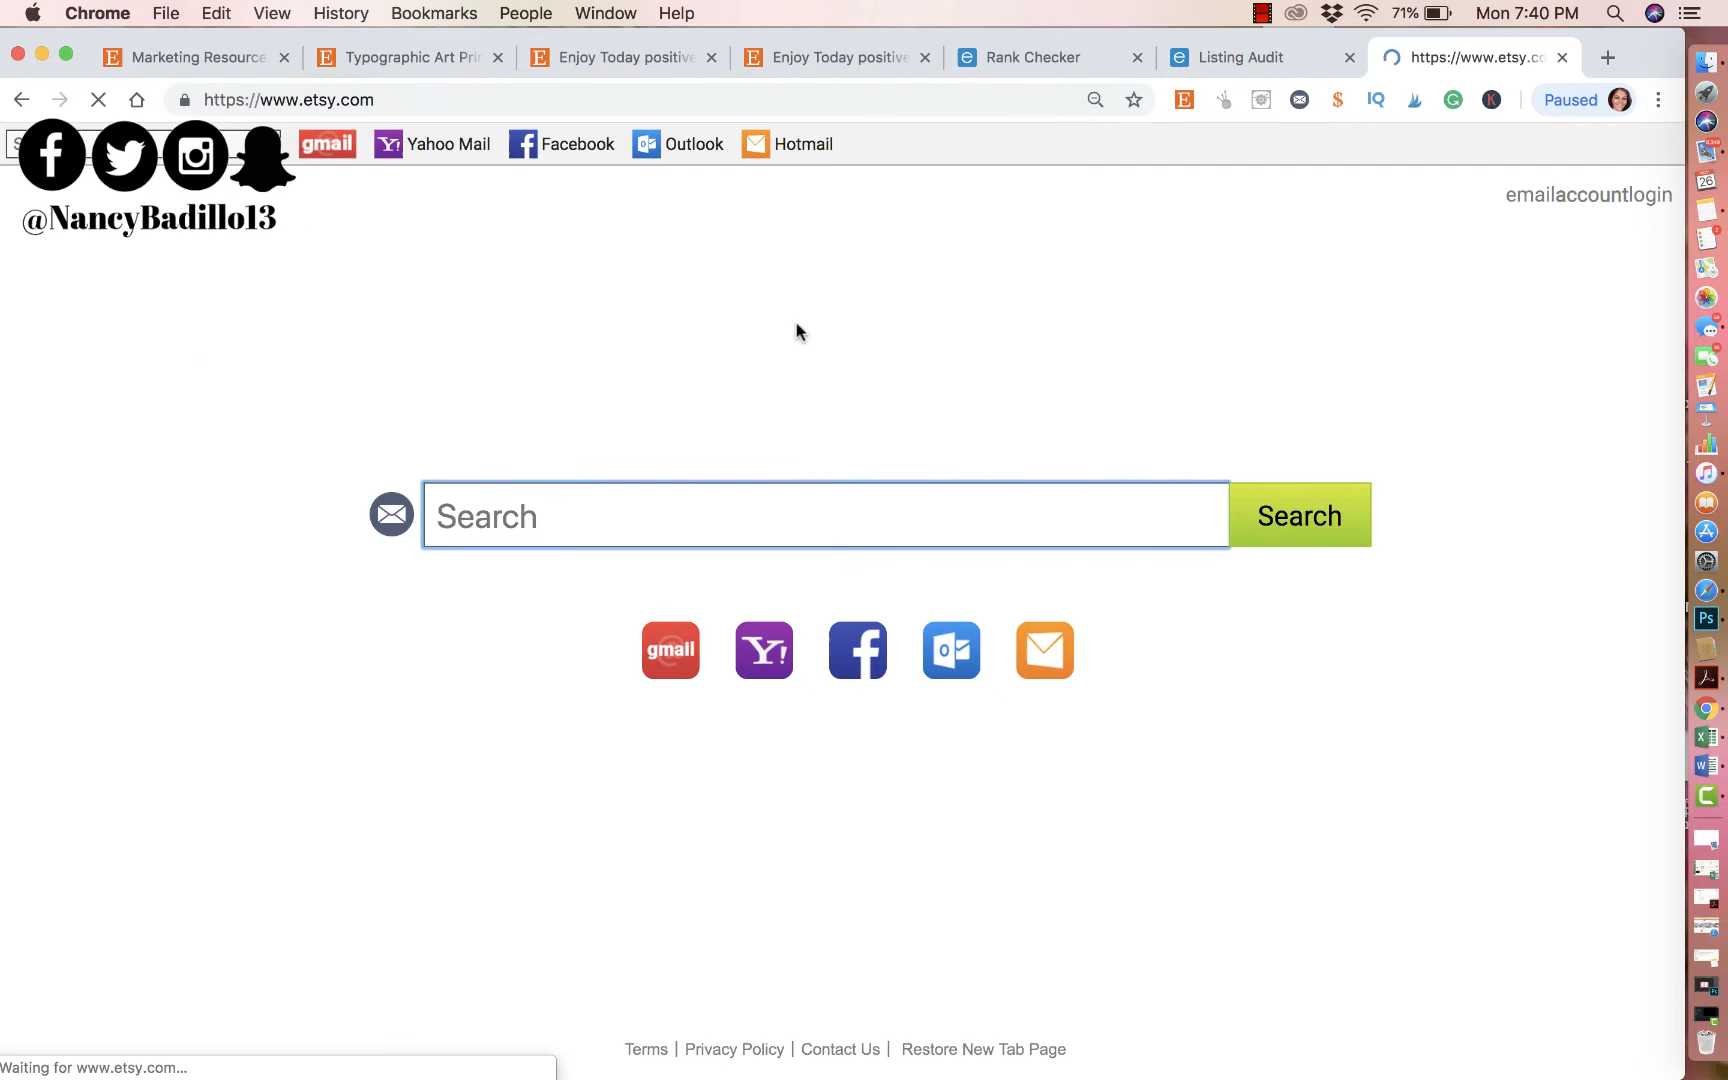 Chrome File Edit View History Bookmarks People Window Help 71% Mon 7:40 PM
Marketing Resource Typographic Art Pri Enjoy Today positive Enjoy Today positive Rank Checker Listing Audit https://www.etsy.co
https://www.etsy.com Paused
gmail Yahoo Mail Facebook Outlook Hotmail
emailaccountlogin
@NancyBadillo13
Search Search
gmail
Terms | Privacy Policy | Contact Us | Restore New Tab Page
Waiting for www.etsy.com...